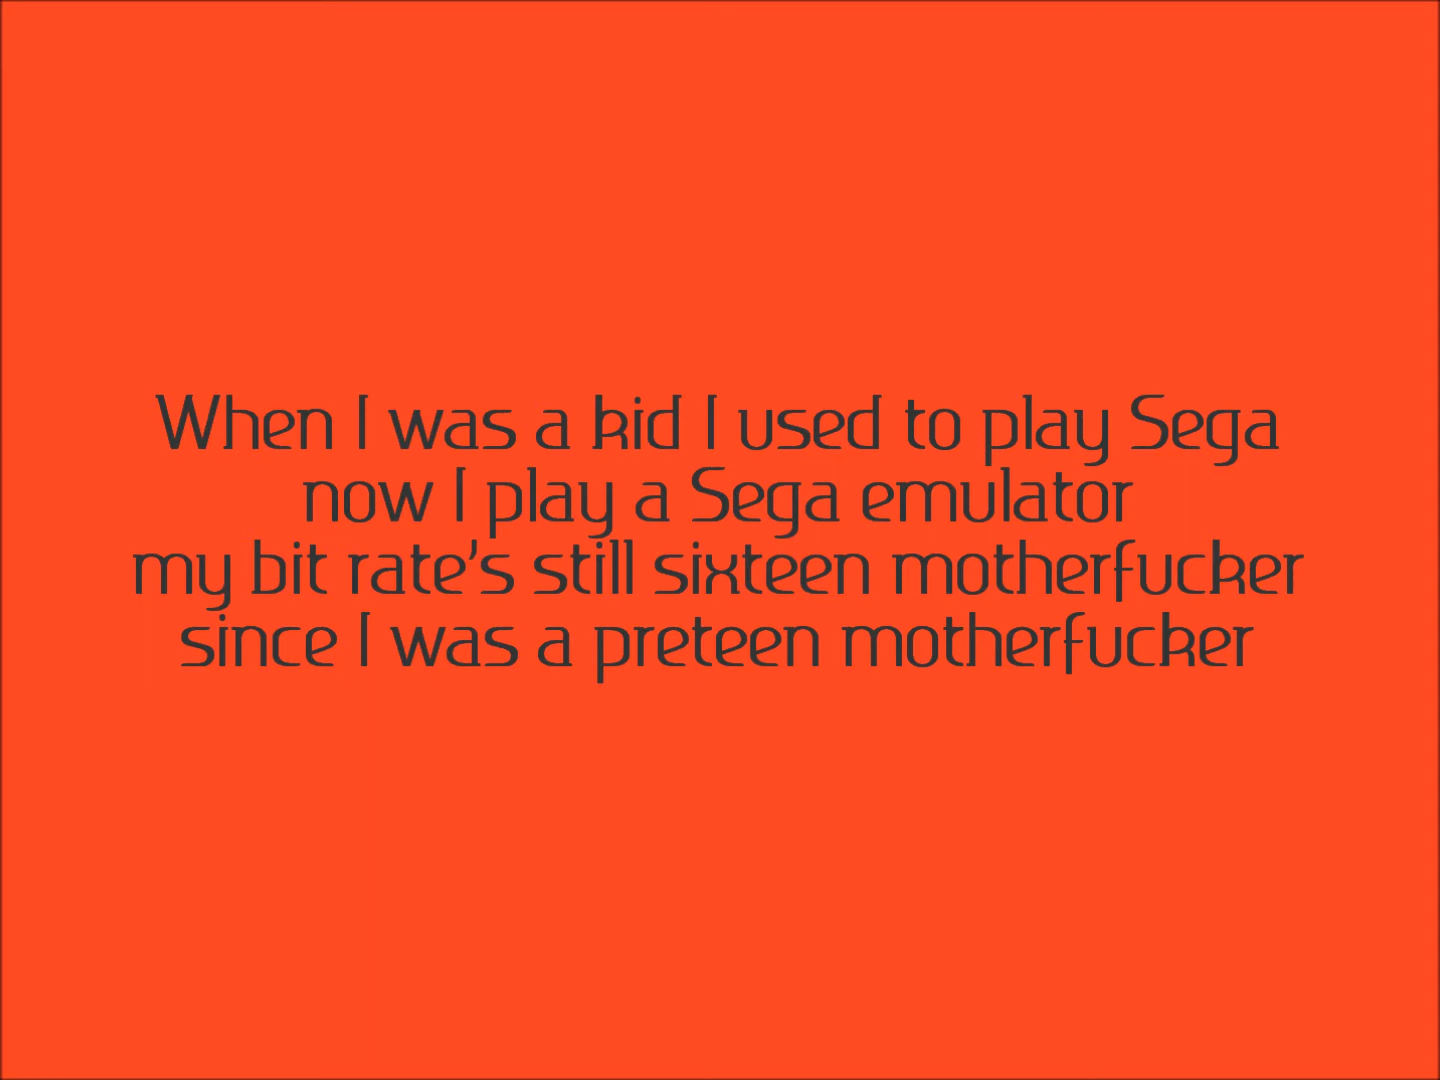 When I was a kid I used to play Sega
now I play a Sega emulator
my bit rate's still sixteen motherfucker
since I was a preteen motherfucker